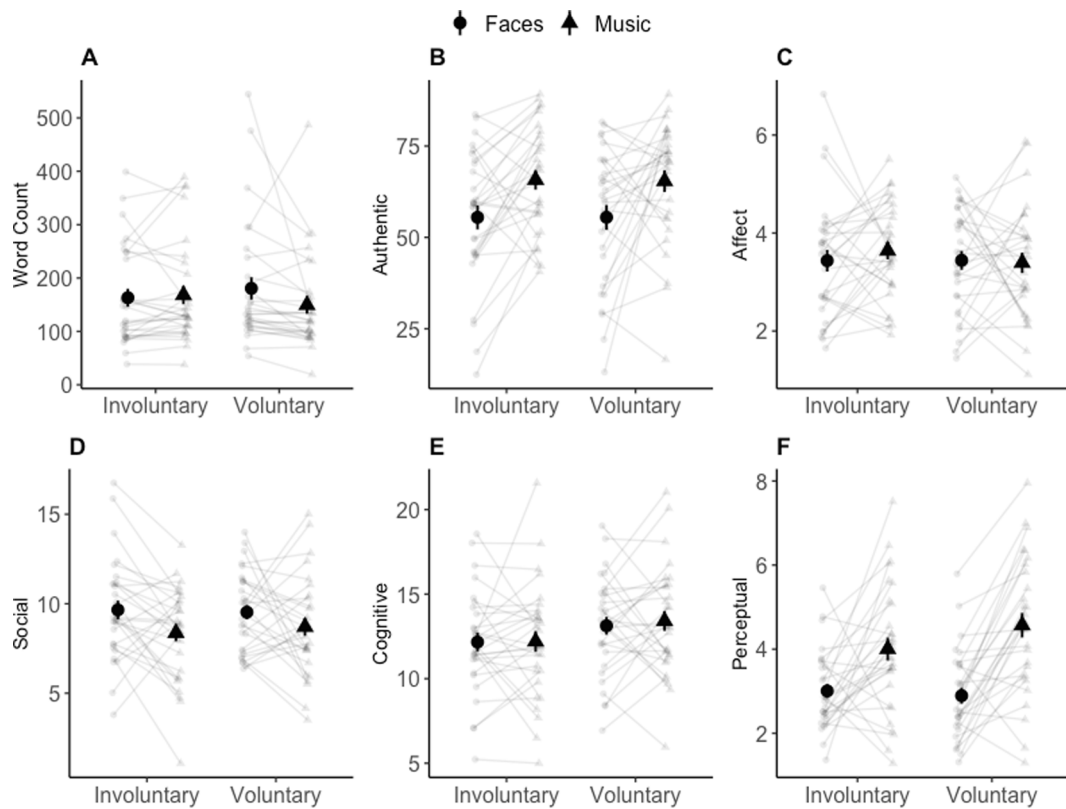 Faces Music
A B C
500
400
300
200
100
0
Word Count
Involuntary Voluntary
75
50
25
Authentic
Involuntary Voluntary
6
4
2
Affect
Involuntary Voluntary
D E F
15
10
5
Social
Involuntary Voluntary
20
15
10
5
Cognitive
Involuntary Voluntary
8
6
4
2
Perceptual
Involuntary Voluntary